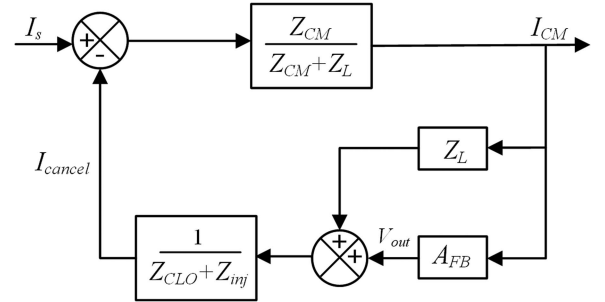 I_s
+
-
Z_CM
Z_CM+Z_L
I_CM
Z_L
I_cancel
+
+
V_out
A_FB
1
Z_CLO+Z_inj